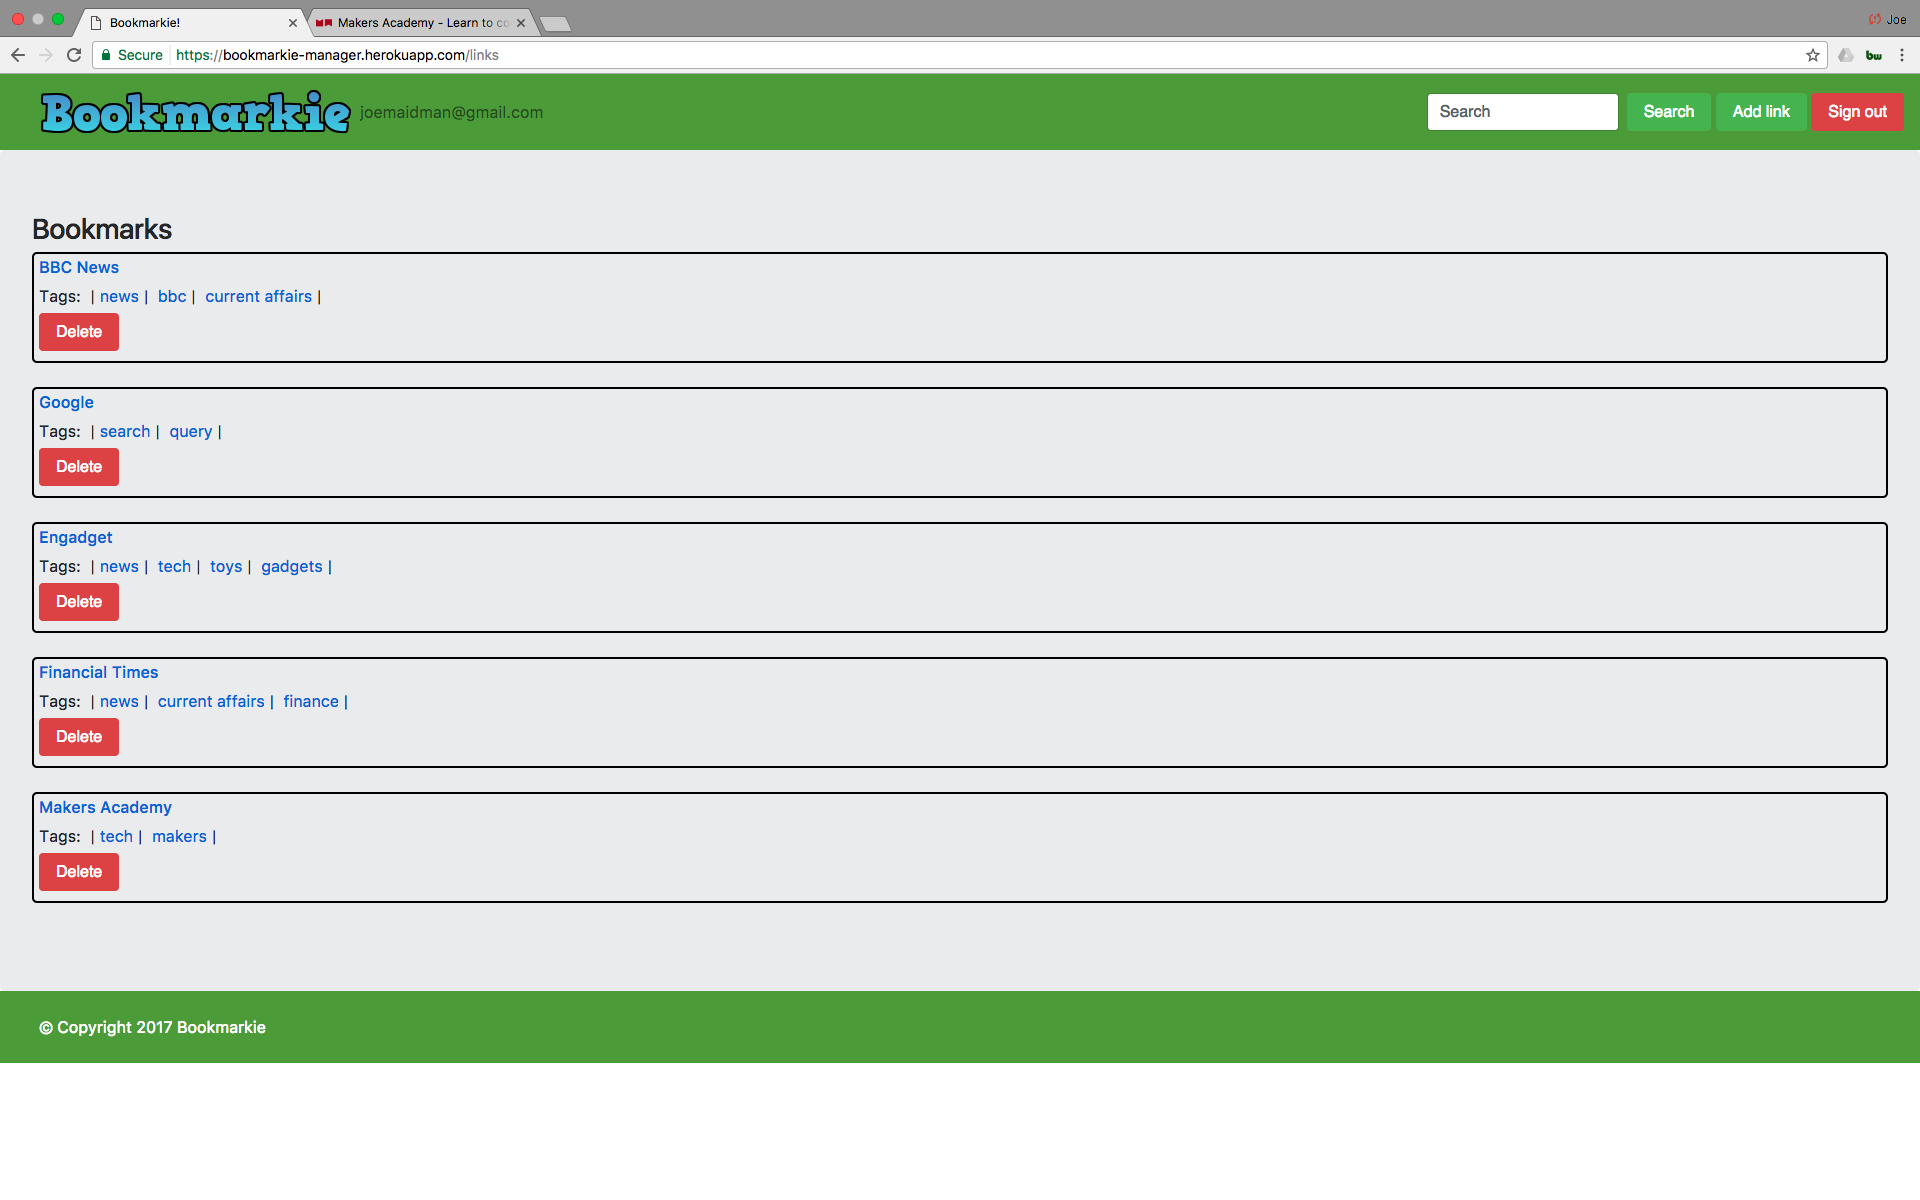 Bookmarkie!
Makers Academy - Learn to co
Joe
Secure https://bookmarkie-manager.herokuapp.com/links
bw
Bookmarkie joemaidman@gmail.com Search Search Add link Sign out
Bookmarks
BBC News
Tags: | news | bbc | current affairs |
Delete
Google
Tags: | search | query |
Delete
Engadget
Tags: | news | tech | toys | gadgets |
Delete
Financial Times
Tags: | news | current affairs | finance |
Delete
Makers Academy
Tags: | tech | makers |
Delete
© Copyright 2017 Bookmarkie